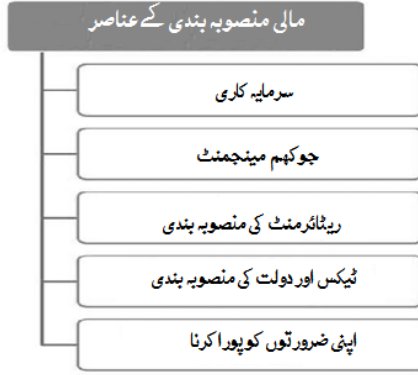 مالی منصوبہ بندی کے عناصر
سرمایہ کاری
جوکھم مینجمنٹ
ریٹائرمنٹ کی منصوبہ بندی
ٹیکس اور دولت کی منصوبہ بندی
اپنی ضرورتوں کو پورا کرنا